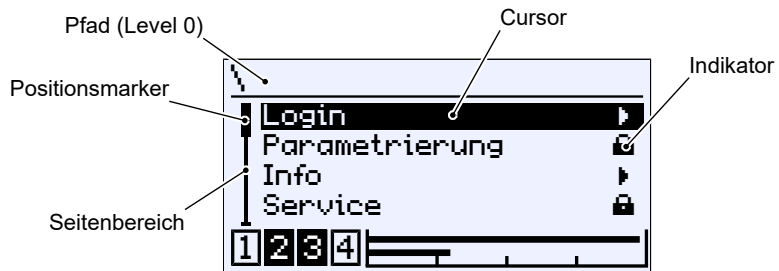 Pfad (Level 0)
Cursor
Indikator
Positionsmarker
Seitenbereich
\
Login
Parametrierung
Info
Service
1 2 3 4